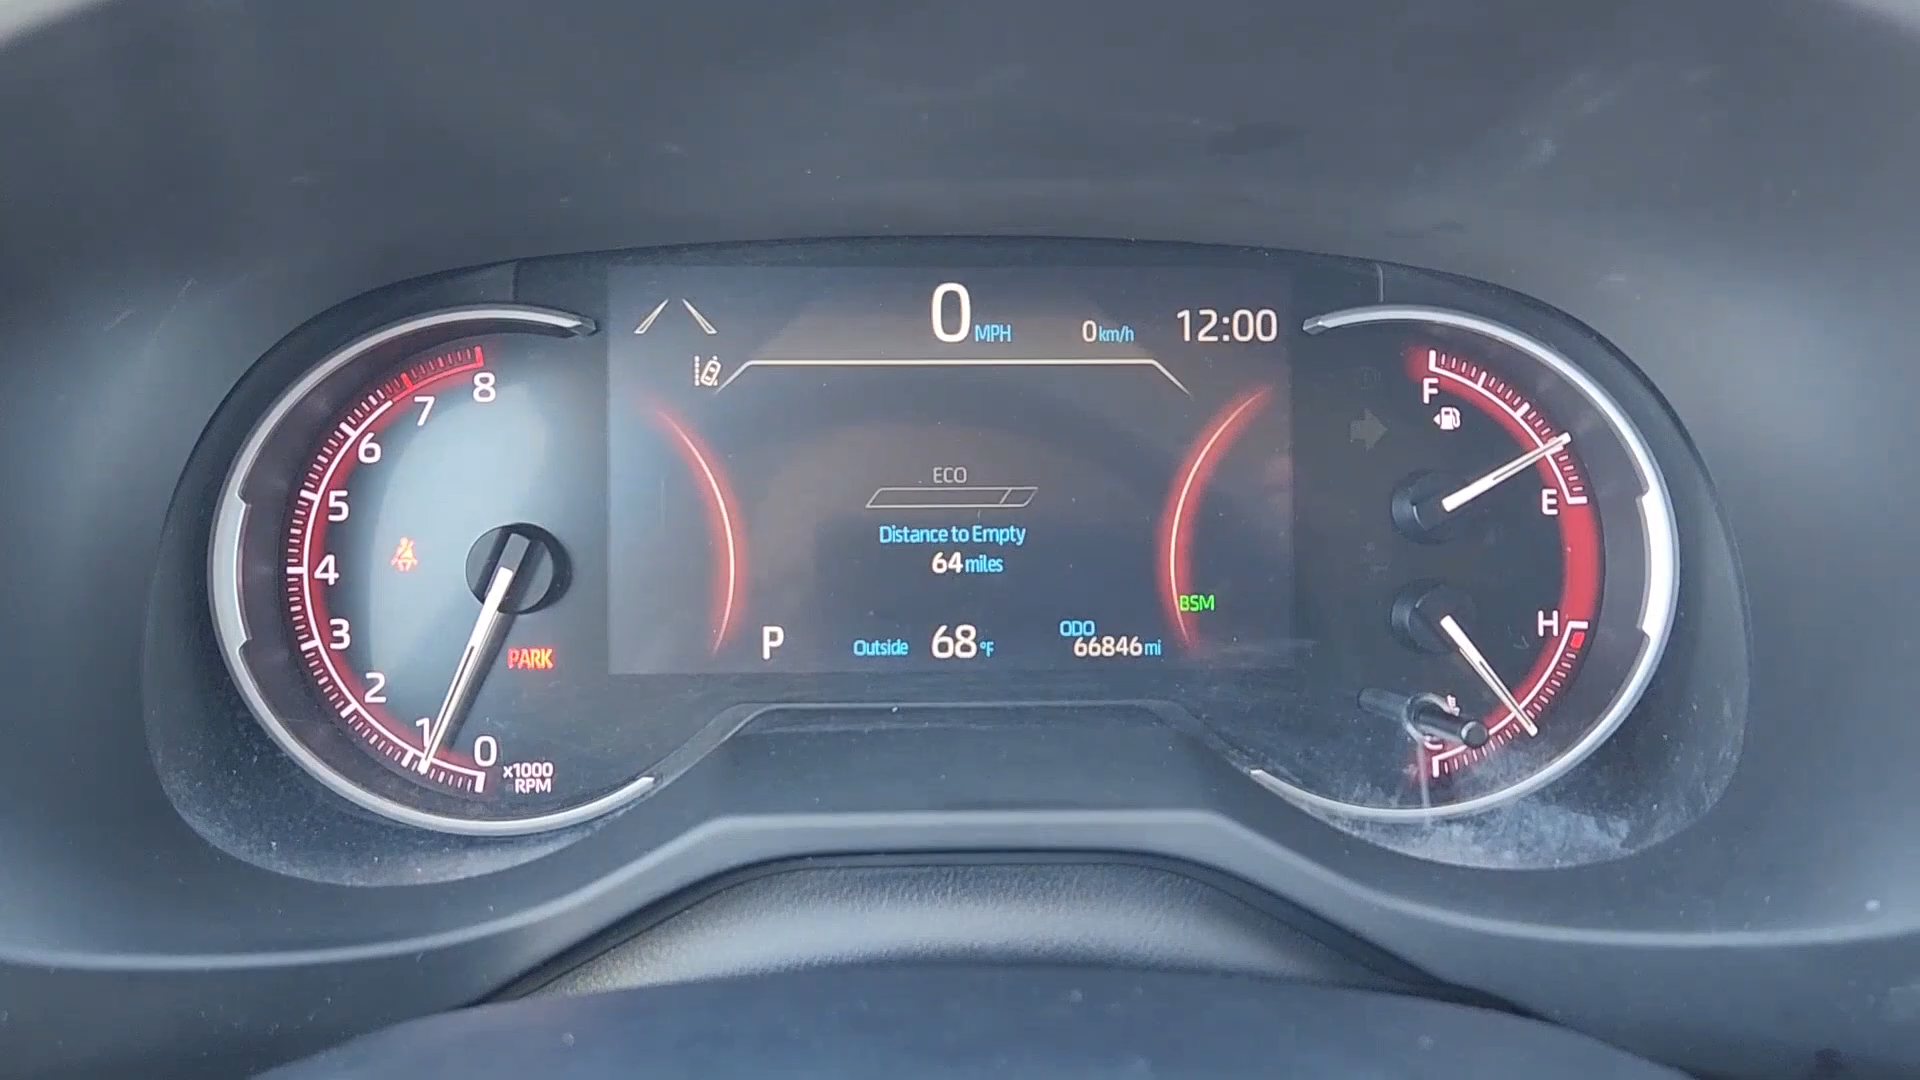 0 MPH
0 km/h
12:00
8
7
6
5
4
3
2
1
0
x1000
RPM
PARK
ECO
Distance to Empty
64 miles
BSM
P
Outside 68 °F
ODO
66846 mi
F
E
H
C